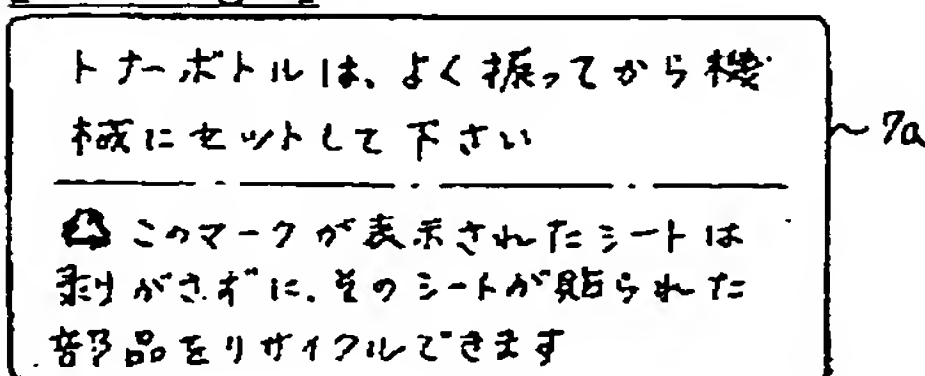 トナーボトルは、よく振ってから機
械にセットして下さい
~7a
このマークが表示されたシートは
剥がさずに、そのシートが貼られた
部品をリサイクルできます